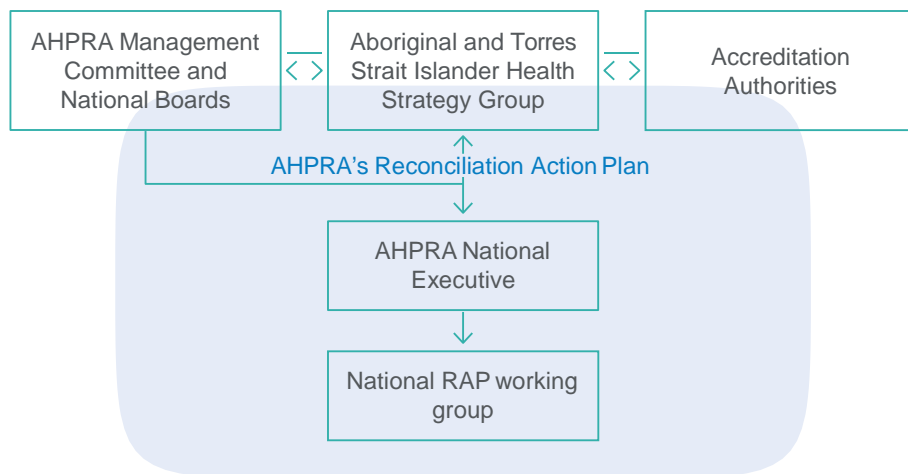 AHPRA Management
Committee and
National Boards
Aboriginal and Torres
Strait Islander Health
Strategy Group
Accreditation
Authorities
AHPRA’s Reconciliation Action Plan
AHPRA National
Executive
National RAP working
group